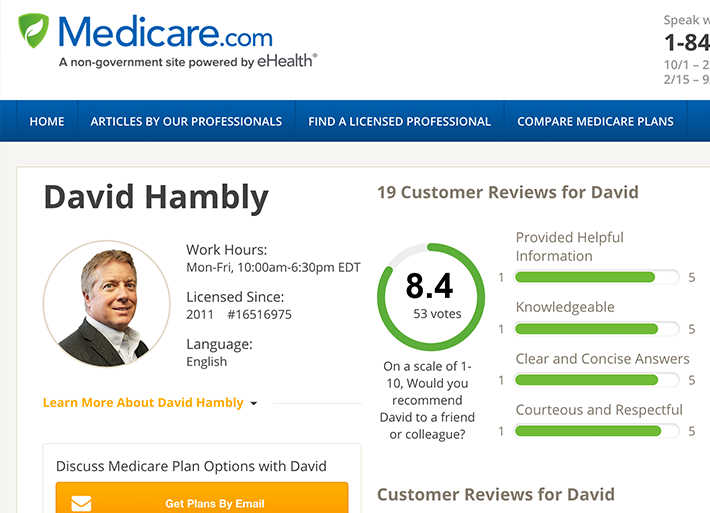 Medicare.com
A non-government site powered by eHealth®
Speak w
1-84
10/1 – 2
2/15 – 9
HOME
ARTICLES BY OUR PROFESSIONALS
FIND A LICENSED PROFESSIONAL
COMPARE MEDICARE PLANS
David Hambly
Work Hours:
Mon-Fri, 10:00am-6:30pm EDT
Licensed Since:
2011 #16516975
Language:
English
Learn More About David Hambly
Discuss Medicare Plan Options with David
Get Plans By Email
19 Customer Reviews for David
8.4
53 votes
On a scale of 1-
10, Would you
recommend
David to a friend
or colleague?
Provided Helpful
Information
1 5
Knowledgeable
1 5
Clear and Concise Answers
1 5
Courteous and Respectful
1 5
Customer Reviews for David